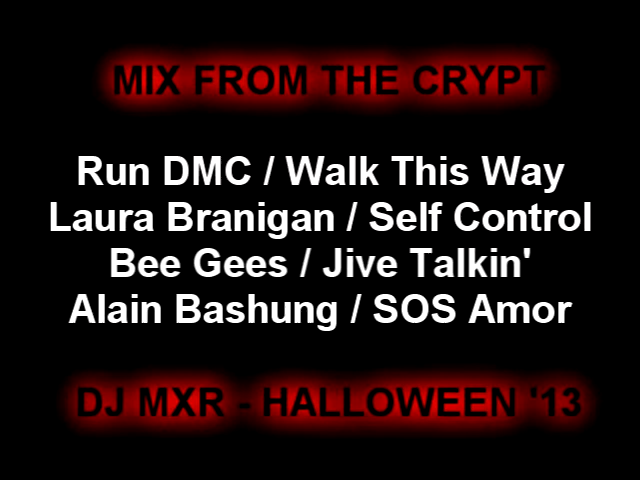 MIX FROM THE CRYPT
Run DMC / Walk This Way
Laura Branigan / Self Control
Bee Gees / Jive Talkin'
Alain Bashung / SOS Amor
DJ MXR - HALLOWEEN '13